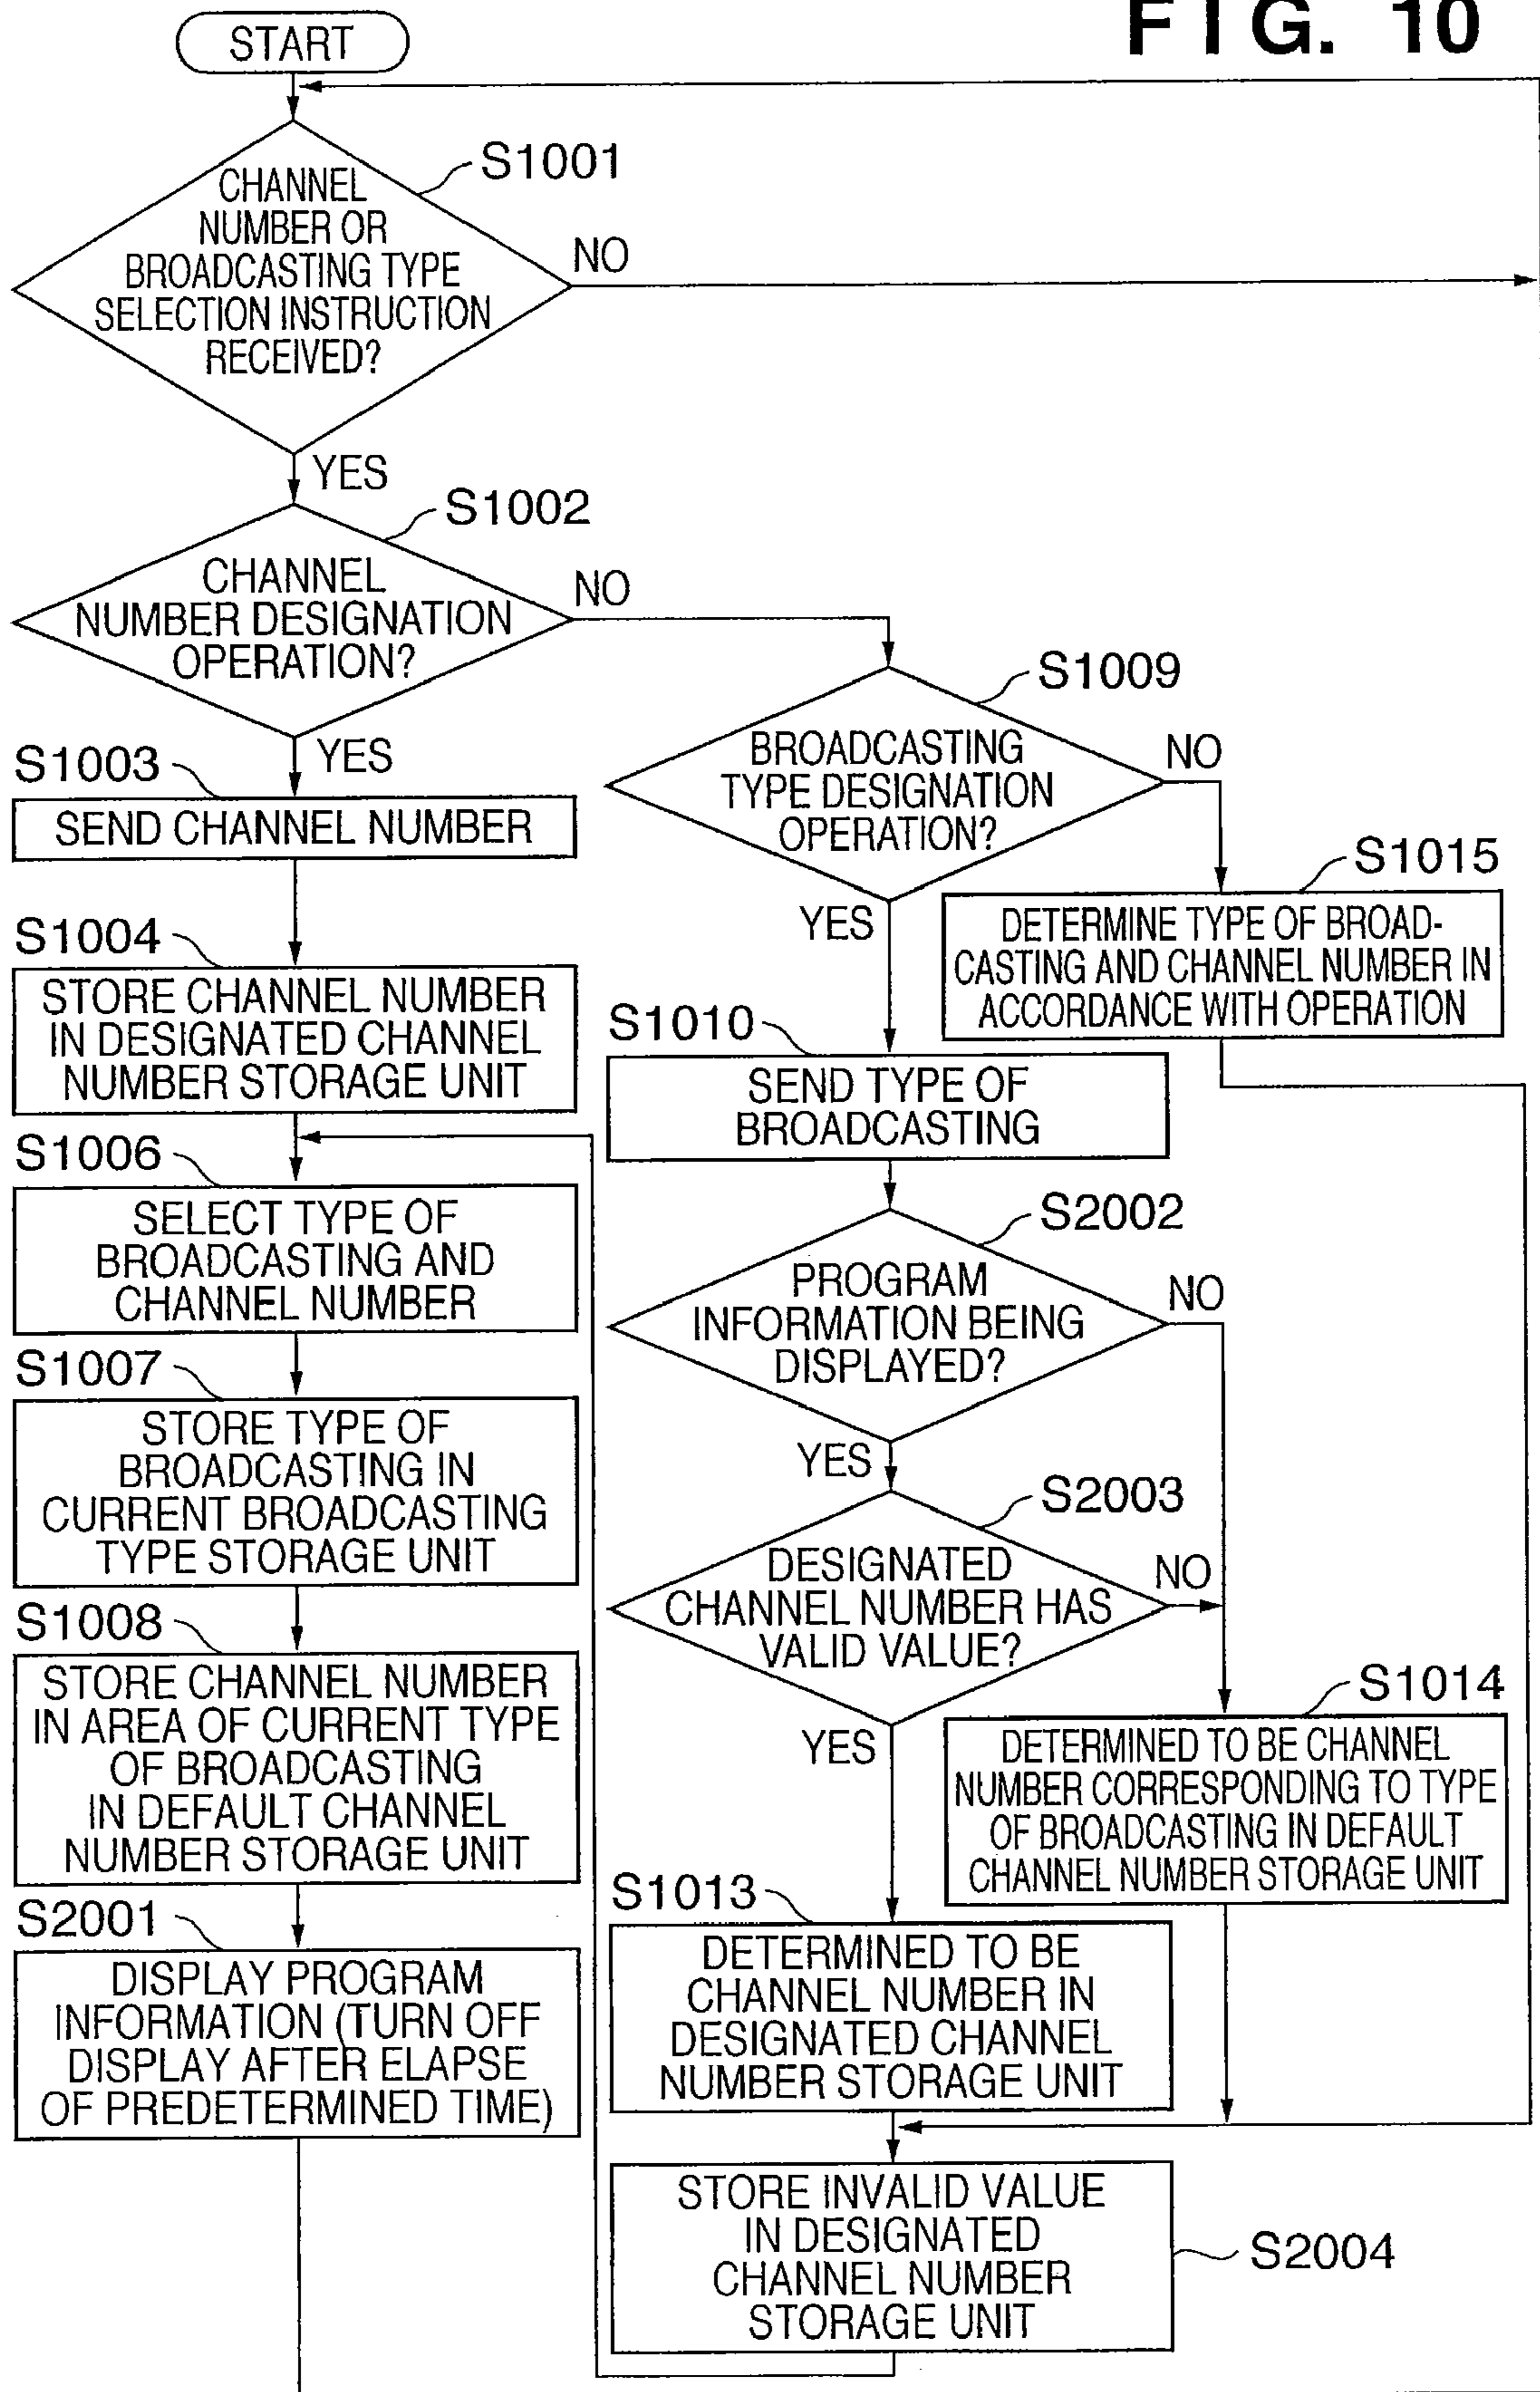 FIG. 10
START
S1001
CHANNEL
NUMBER OR
BROADCASTING TYPE
SELECTION INSTRUCTION
RECEIVED?
NO
YES
S1002
CHANNEL
NUMBER DESIGNATION
OPERATION?
NO
YES
S1003
SEND CHANNEL NUMBER
S1004
STORE CHANNEL NUMBER
IN DESIGNATED CHANNEL
NUMBER STORAGE UNIT
S1006
SELECT TYPE OF
BROADCASTING AND
CHANNEL NUMBER
S1007
STORE TYPE OF
BROADCASTING IN
CURRENT BROADCASTING
TYPE STORAGE UNIT
S1008
STORE CHANNEL NUMBER
IN AREA OF CURRENT TYPE
OF BROADCASTING
IN DEFAULT CHANNEL
NUMBER STORAGE UNIT
S2001
DISPLAY PROGRAM
INFORMATION (TURN OFF
DISPLAY AFTER ELAPSE
OF PREDETERMINED TIME)
S1009
BROADCASTING
TYPE DESIGNATION
OPERATION?
NO
YES
S1015
DETERMINE TYPE OF BROAD-
CASTING AND CHANNEL NUMBER IN
ACCORDANCE WITH OPERATION
S1010
SEND TYPE OF
BROADCASTING
S2002
PROGRAM
INFORMATION BEING
DISPLAYED?
NO
YES
S2003
DESIGNATED
CHANNEL NUMBER HAS
VALID VALUE?
NO
YES
S1014
DETERMINED TO BE CHANNEL
NUMBER CORRESPONDING TO TYPE
OF BROADCASTING IN DEFAULT
CHANNEL NUMBER STORAGE UNIT
S1013
DETERMINED TO BE
CHANNEL NUMBER IN
DESIGNATED CHANNEL
NUMBER STORAGE UNIT
STORE INVALID VALUE
IN DESIGNATED
CHANNEL NUMBER
STORAGE UNIT
S2004